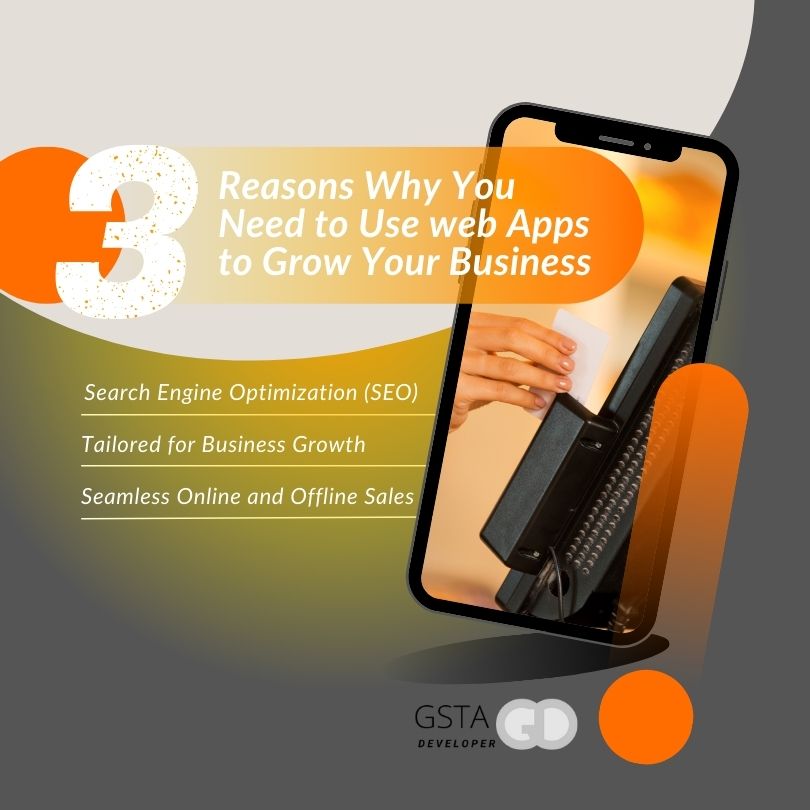 3
Reasons Why You
Need to Use web Apps
to Grow Your Business
Search Engine Optimization (SEO)
Tailored for Business Growth
Seamless Online and Offline Sales
GSTA GD
DEVELOPER